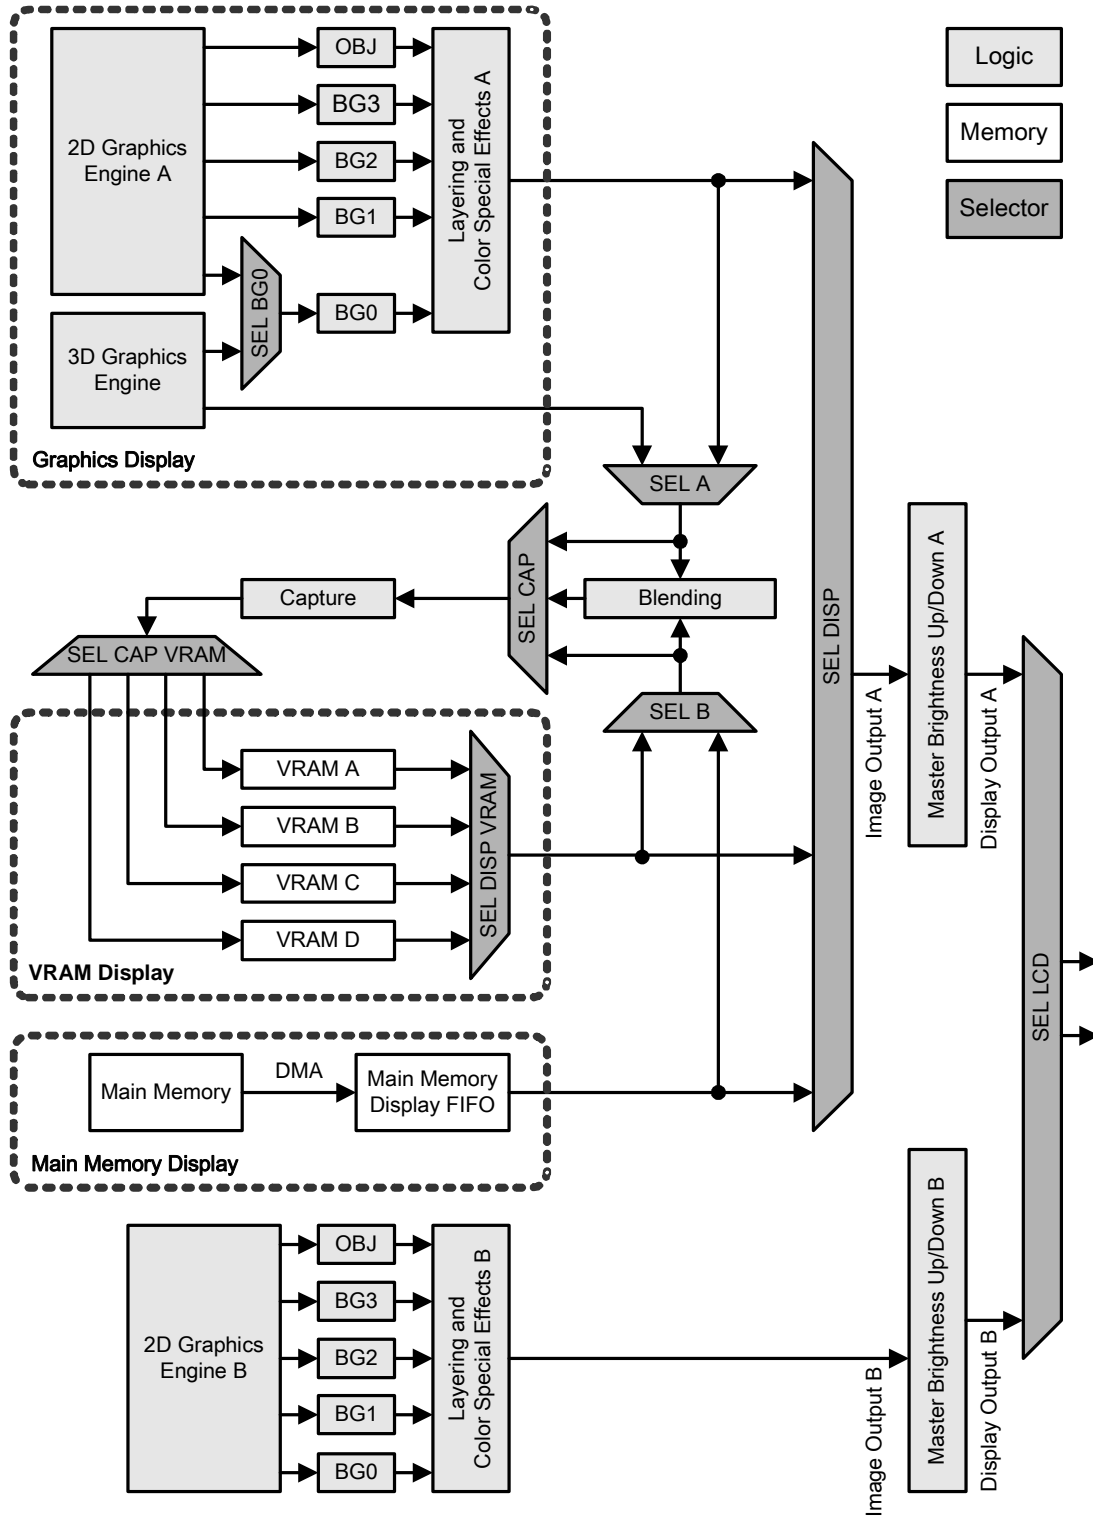 OBJ
BG3
2D Graphics
Engine A
BG2
BG1
Layering and
Color Special Effects A
SEL BG0
BG0
3D Graphics
Engine
Graphics Display
Logic
Memory
Selector
SEL A
SEL CAP
Capture
Blending
SEL CAP VRAM
SEL B
SEL DISP
Image Output A
Master Brightness Up/Down A
Display Output A
VRAM A
VRAM B
VRAM C
VRAM D
SEL DISP VRAM
VRAM Display
SEL LCD
Main Memory
DMA
Main Memory
Display FIFO
Main Memory Display
2D Graphics
Engine B
OBJ
BG3
BG2
BG1
BG0
Layering and
Color Special Effects B
Image Output B
Master Brightness Up/Down B
Display Output B